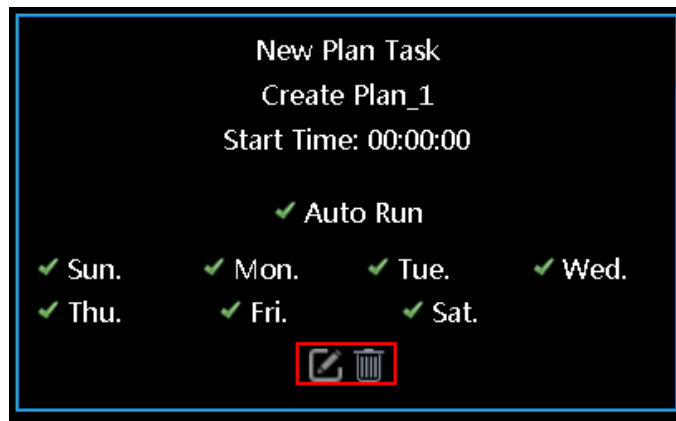 New Plan Task
Create Plan_1
Start Time: 00:00:00
Auto Run
Sun. Mon. Tue. Wed.
Thu. Fri. Sat.